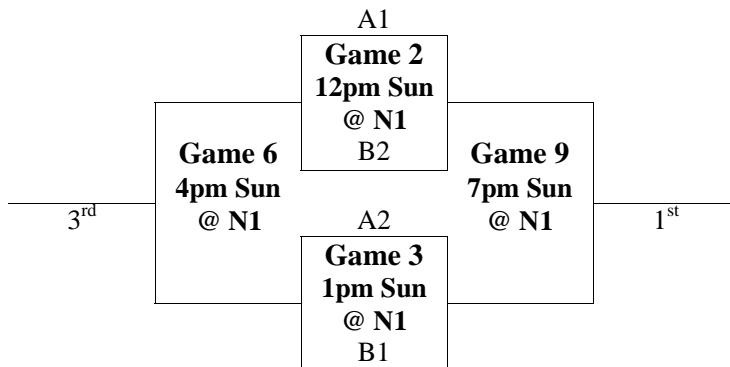 A1
Game 2
12pm Sun
@ N1
B2
Game 6
4pm Sun
@ N1
Game 9
7pm Sun
@ N1
3rd
1st
A2
Game 3
1pm Sun
@ N1
B1